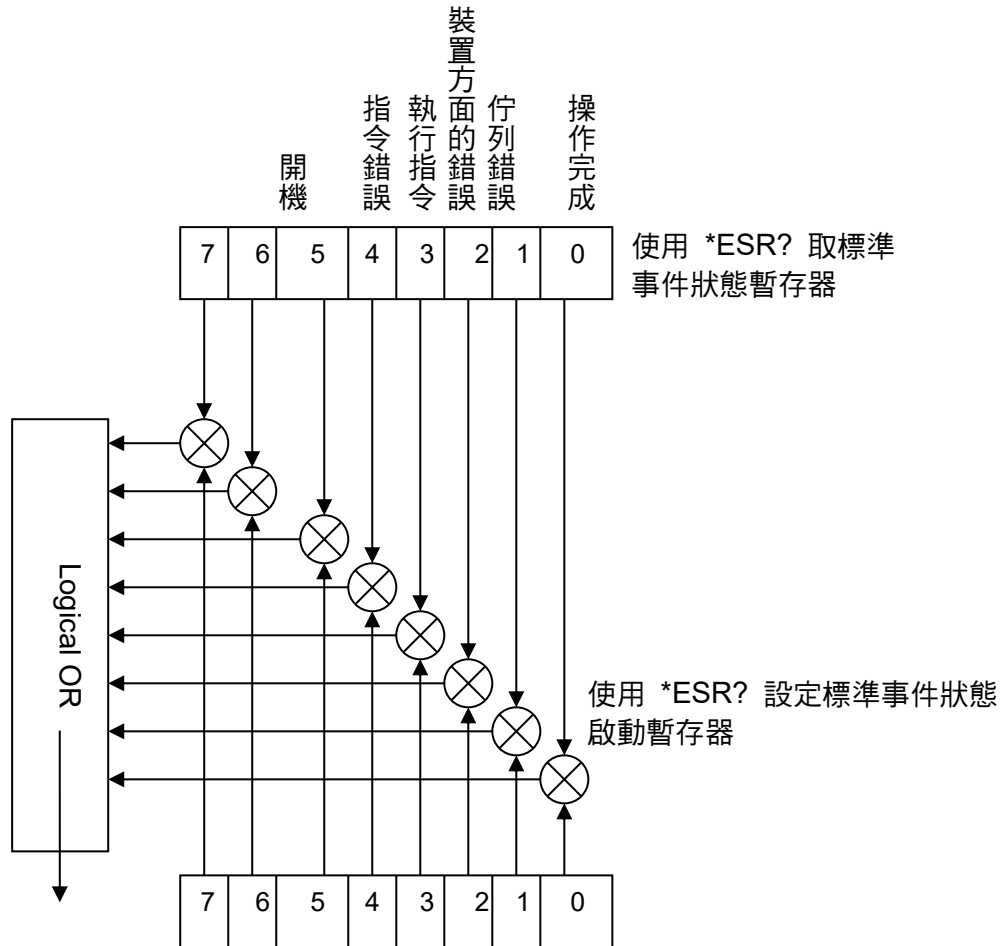 開機
指令錯誤
執行指令
裝置方面的錯誤
佇列錯誤
操作完成
7 6 5 4 3 2 1 0
使用 *ESR? 取標準
事件狀態暫存器
Logical OR
使用 *ESR? 設定標準事件狀態
啟動暫存器
7 6 5 4 3 2 1 0